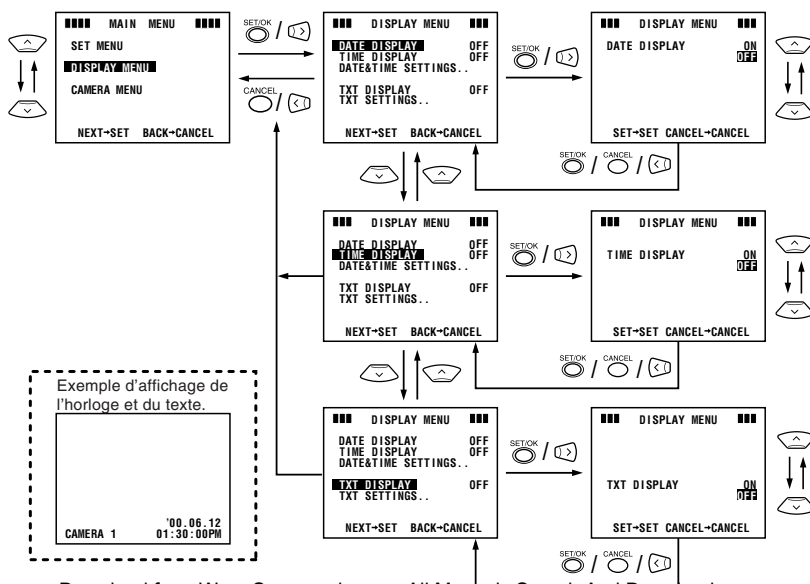 MAIN MENU
SET MENU
DISPLAY MENU
CAMERA MENU
NEXT→SET BACK→CANCEL
SET/OK
/
CANCEL
/
DISPLAY MENU
DATE DISPLAY OFF
TIME DISPLAY OFF
DATE&TIME SETTINGS..
TXT DISPLAY OFF
TXT SETTINGS..
NEXT→SET BACK→CANCEL
SET/OK
/
DISPLAY MENU
DATE DISPLAY ON
OFF
SET→SET CANCEL→CANCEL
SET/OK CANCEL
/ /
DISPLAY MENU
DATE DISPLAY OFF
TIME DISPLAY OFF
DATE&TIME SETTINGS..
TXT DISPLAY OFF
TXT SETTINGS..
NEXT→SET BACK→CANCEL
SET/OK
/
DISPLAY MENU
TIME DISPLAY ON
OFF
SET→SET CANCEL→CANCEL
SET/OK CANCEL
/ /
Exemple d'affichage de
l'horloge et du texte.
'00.06.12
CAMERA 1 01:30:00PM
DISPLAY MENU
DATE DISPLAY OFF
TIME DISPLAY OFF
DATE&TIME SETTINGS..
TXT DISPLAY OFF
TXT SETTINGS..
NEXT→SET BACK→CANCEL
SET/OK
/
DISPLAY MENU
TXT DISPLAY ON
OFF
SET→SET CANCEL→CANCEL
SET/OK CANCEL
/ /